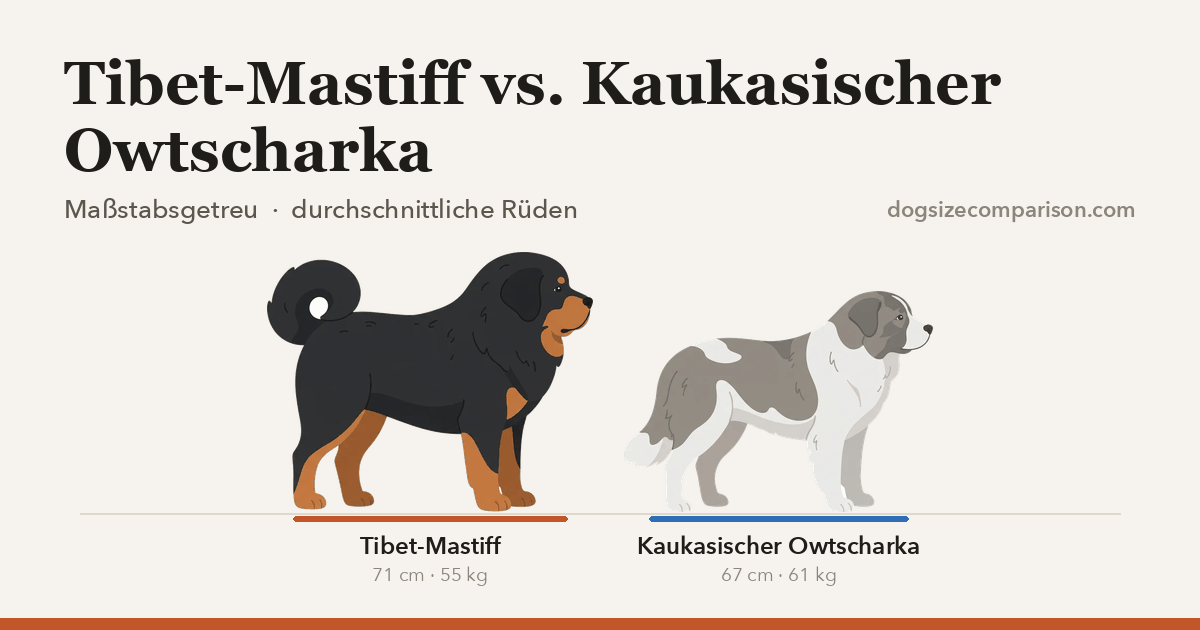 Tibet-Mastiff vs. Kaukasischer
Owtscharka
Maßstabsgetreu · durchschnittliche Rüden
dogsizecomparison.com
Tibet-Mastiff
71 cm · 55 kg
Kaukasischer Owtscharka
67 cm · 61 kg